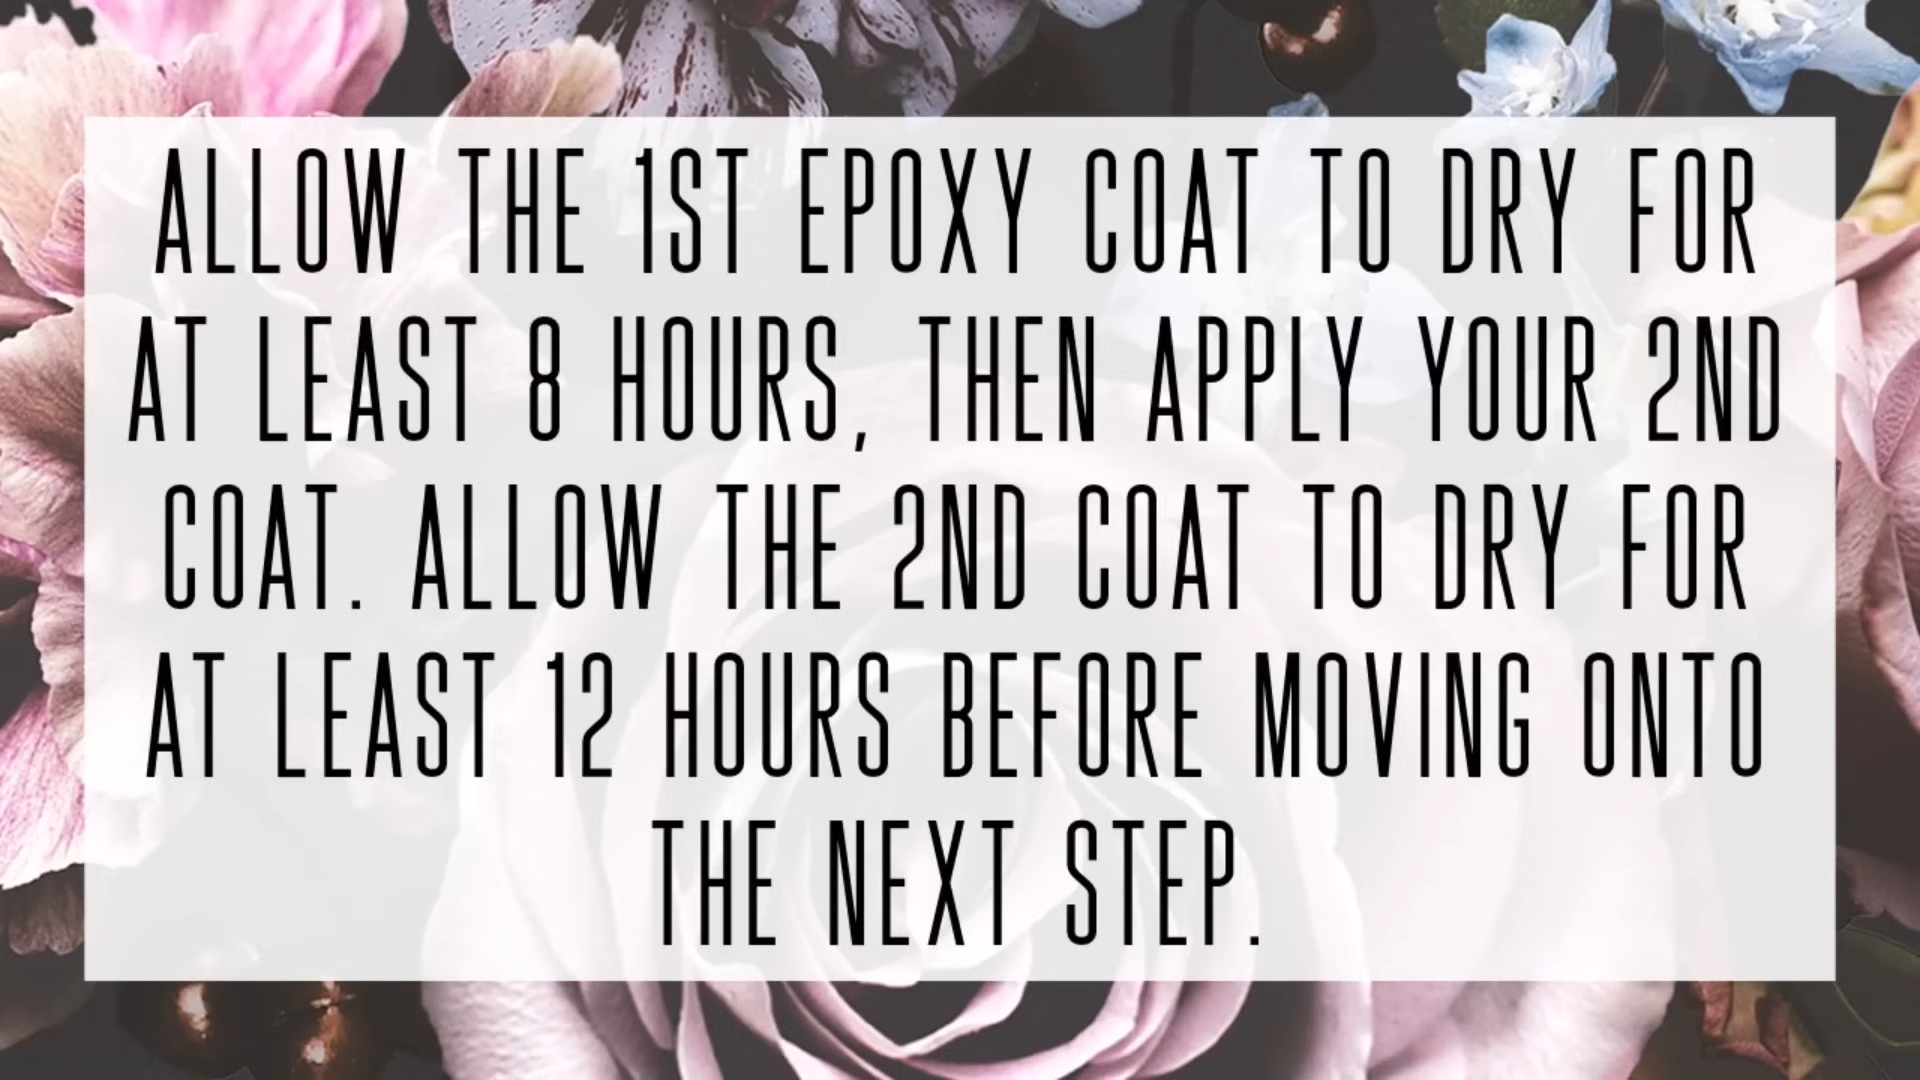 ALLOW THE 1ST EPOXY COAT TO DRY FOR
AT LEAST 8 HOURS, THEN APPLY YOUR 2ND
COAT. ALLOW THE 2ND COAT TO DRY FOR
AT LEAST 12 HOURS BEFORE MOVING ONTO
THE NEXT STEP.